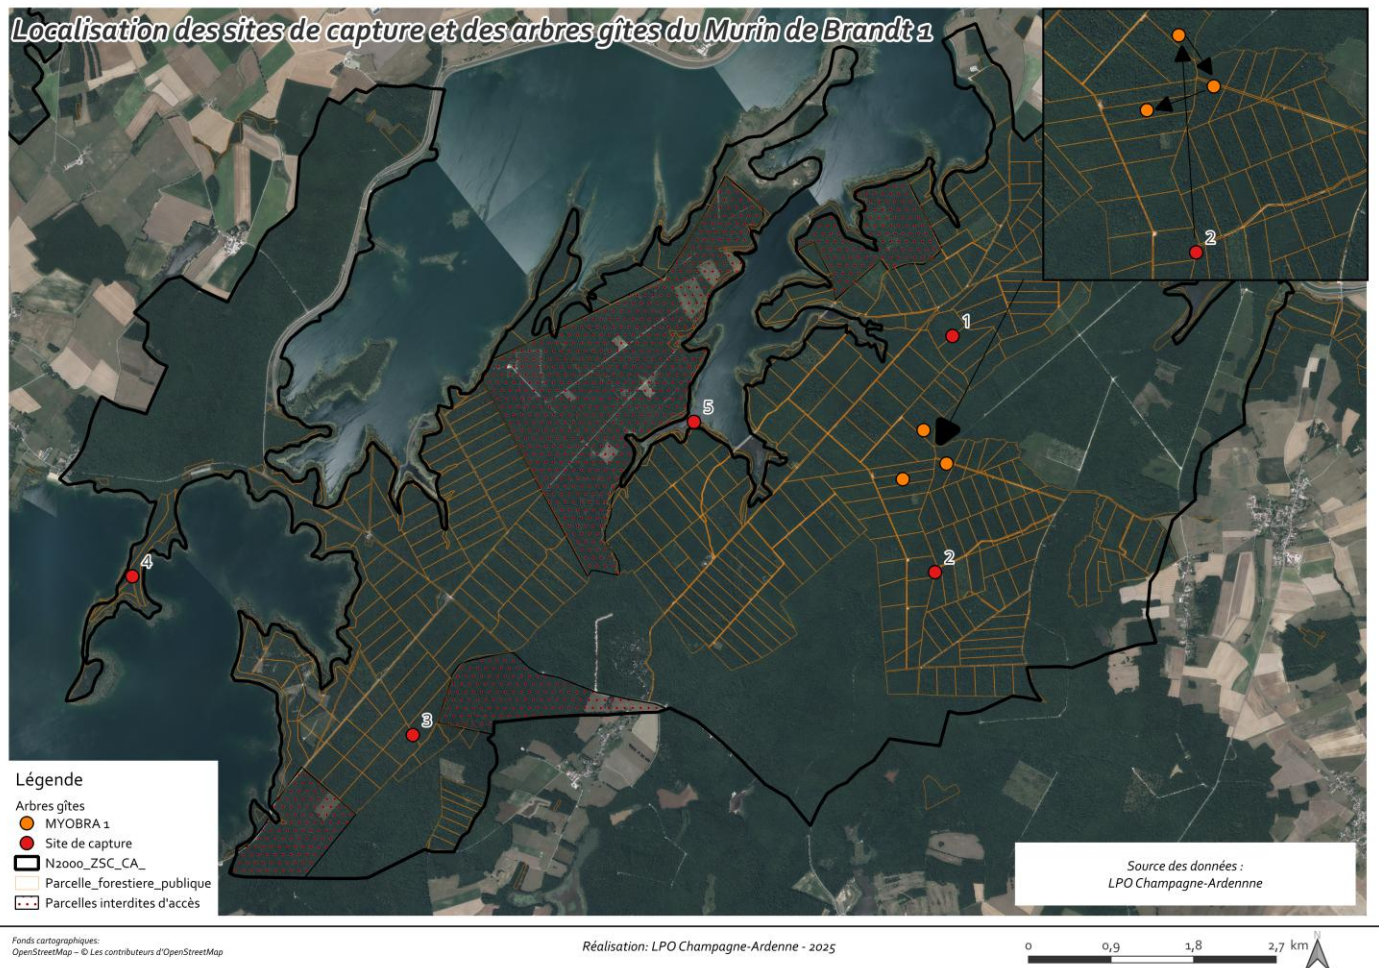 Localisation des sites de capture et des arbres gîtes du Murin de Brandt 1
2
1
5
2
4
3
Légende
Arbres gîtes
MYOBRA 1
Site de capture
N2000_ZSC_CA_
Parcelle_forestiere_publique
Parcelles interdites d'accès
Source des données :
LPO Champagne-Ardennne
Fonds cartographiques:
OpenStreetMap – © Les contributeurs d'OpenStreetMap
Réalisation: LPO Champagne-Ardenne - 2025
0 0,9 1,8 2,7 km
N